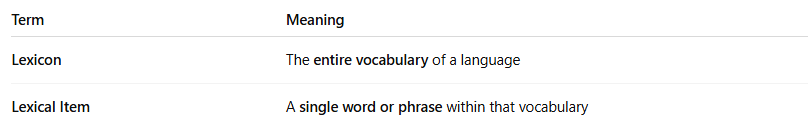 Term Meaning
Lexicon The entire vocabulary of a language
Lexical Item A single word or phrase within that vocabulary